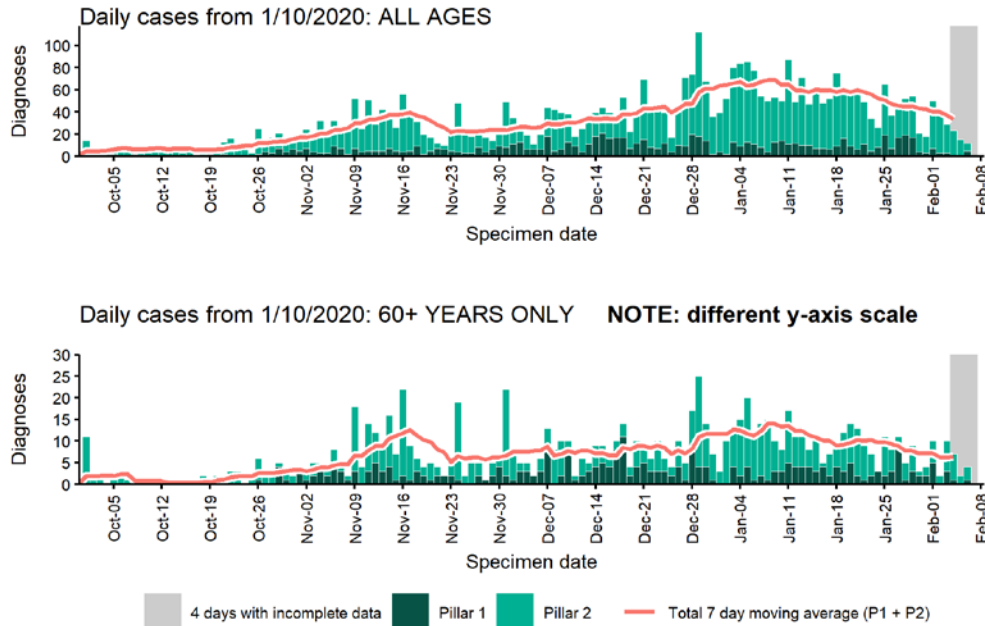 Daily cases from 1/10/2020: ALL AGES
Diagnoses
100
80
60
40
20
0
Oct-05
Oct-12
Oct-19
Oct-26
Nov-02
Nov-09
Nov-16
Nov-23
Nov-30
Dec-07
Dec-14
Dec-21
Dec-28
Jan-04
Jan-11
Jan-18
Jan-25
Feb-01
Feb-08
Specimen date
Daily cases from 1/10/2020: 60+ YEARS ONLY NOTE: different y-axis scale
Diagnoses
30
25
20
15
10
5
0
Oct-05
Oct-12
Oct-19
Oct-26
Nov-02
Nov-09
Nov-16
Nov-23
Nov-30
Dec-07
Dec-14
Dec-21
Dec-28
Jan-04
Jan-11
Jan-18
Jan-25
Feb-01
Feb-08
Specimen date
4 days with incomplete data Pillar 1 Pillar 2 Total 7 day moving average (P1 + P2)